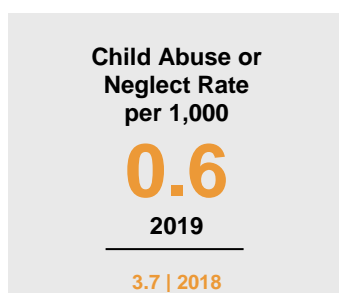 Child Abuse or
Neglect Rate
per 1,000
0.6
2019
3.7 | 2018